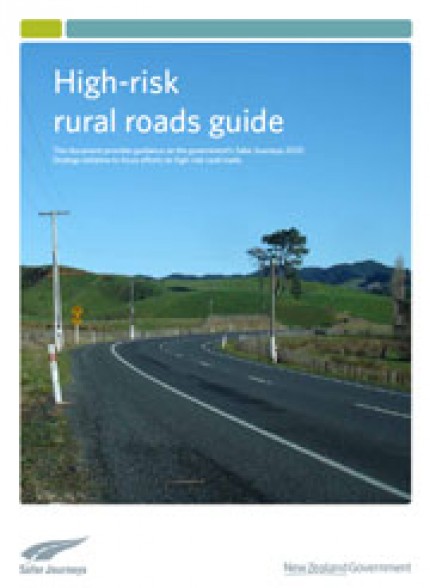 High-risk
rural roads guide
This document provides guidance on the government's Safer Journeys 2020
Strategy initiative to focus efforts on high-risk rural roads
Safer Journeys
New Zealand Government